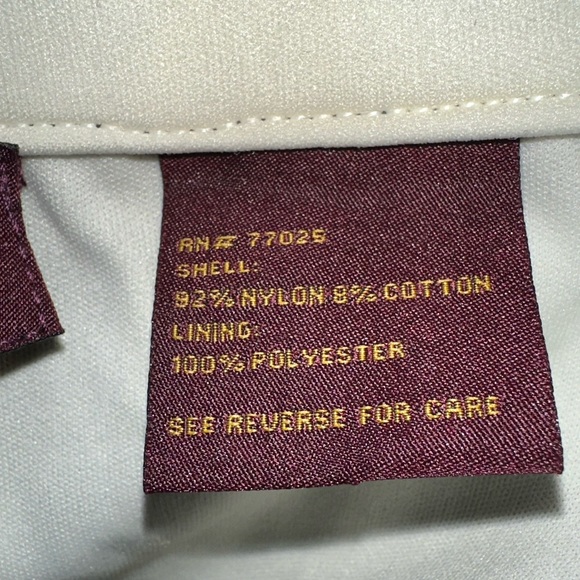 RN# 77025
SHELL:
92% NYLON 8% COTTON
LINING:
100% POLYESTER
SEE REVERSE FOR CARE